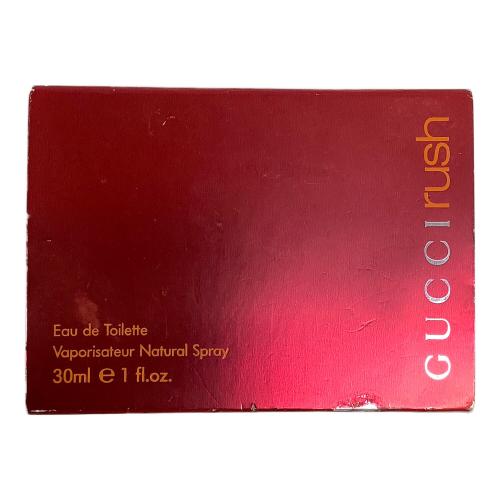 GUCCI rush
Eau de Toilette
Vaporisateur Natural Spray
30ml e 1 fl.oz.